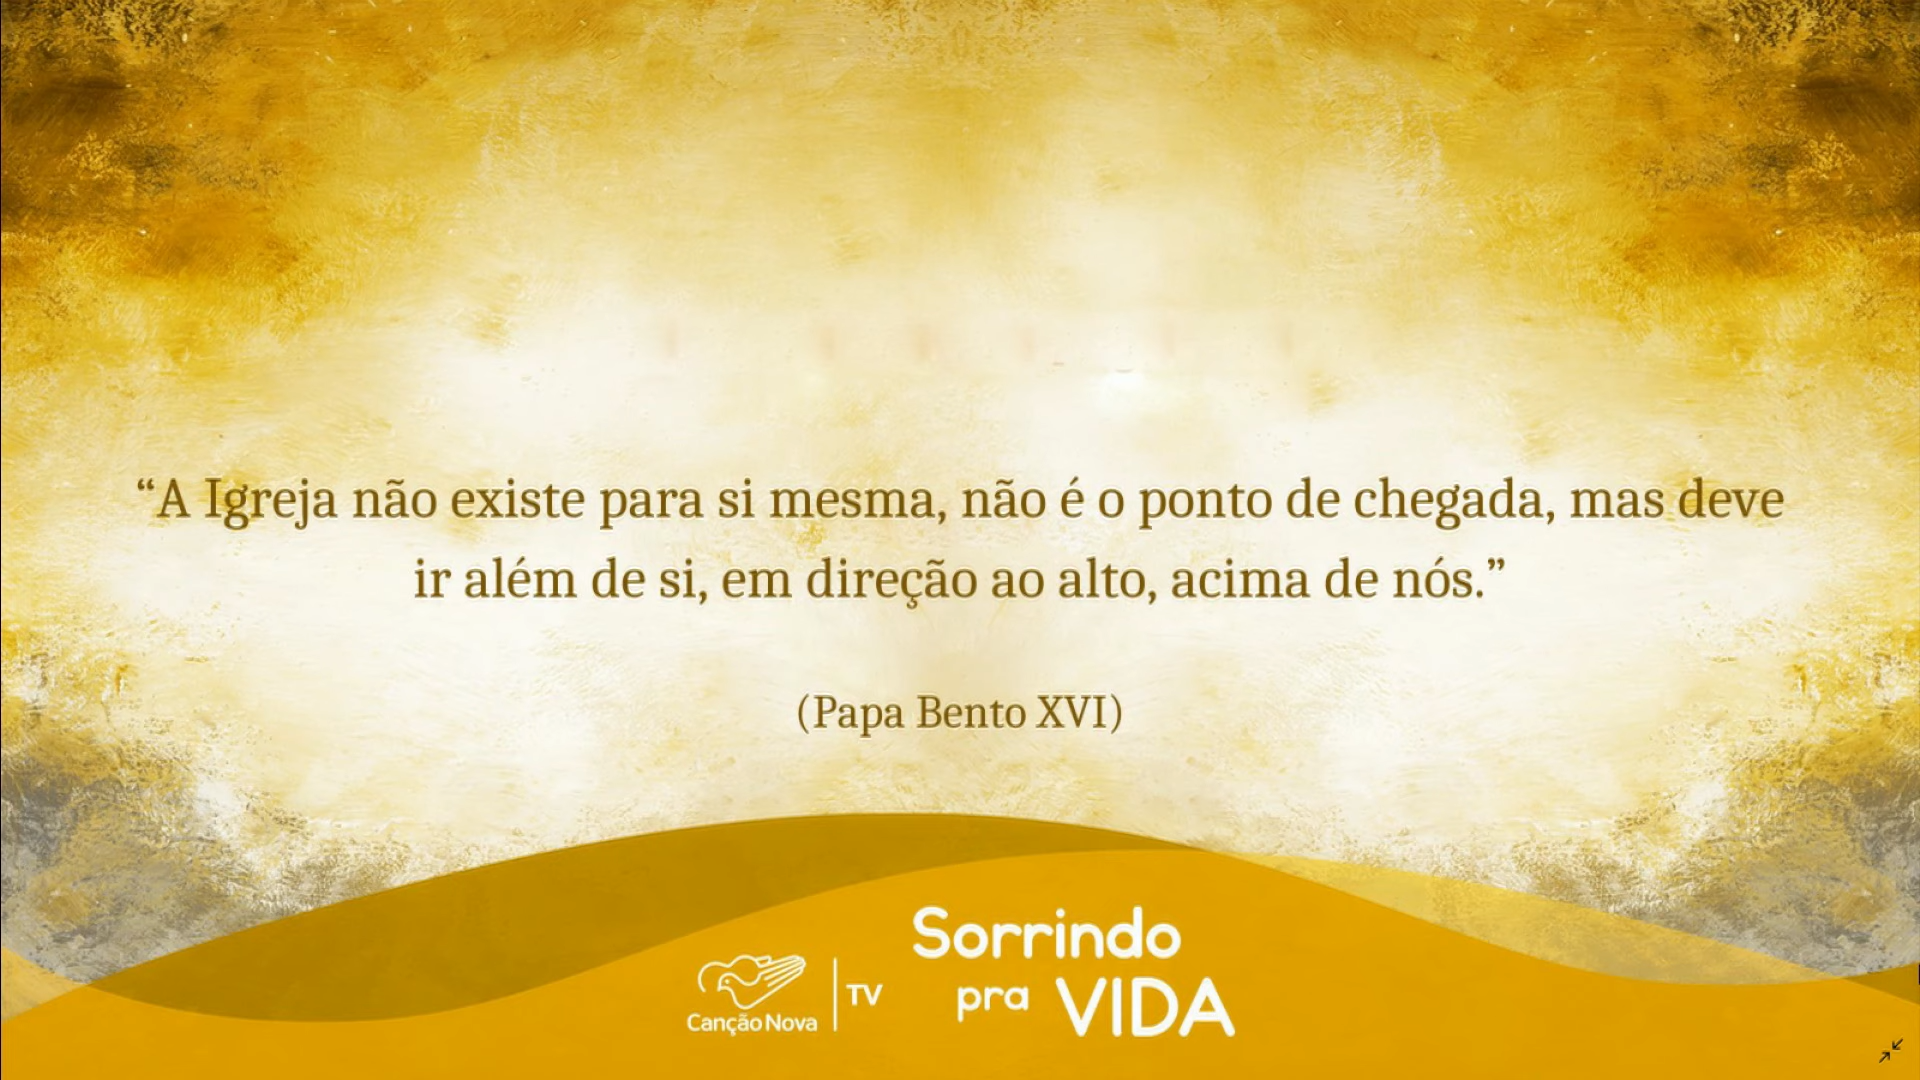 “A Igreja não existe para si mesma, não é o ponto de chegada, mas deve
ir além de si, em direção ao alto, acima de nós.”
(Papa Bento XVI)
Sorrindo
pra VIDA
Canção Nova
TV